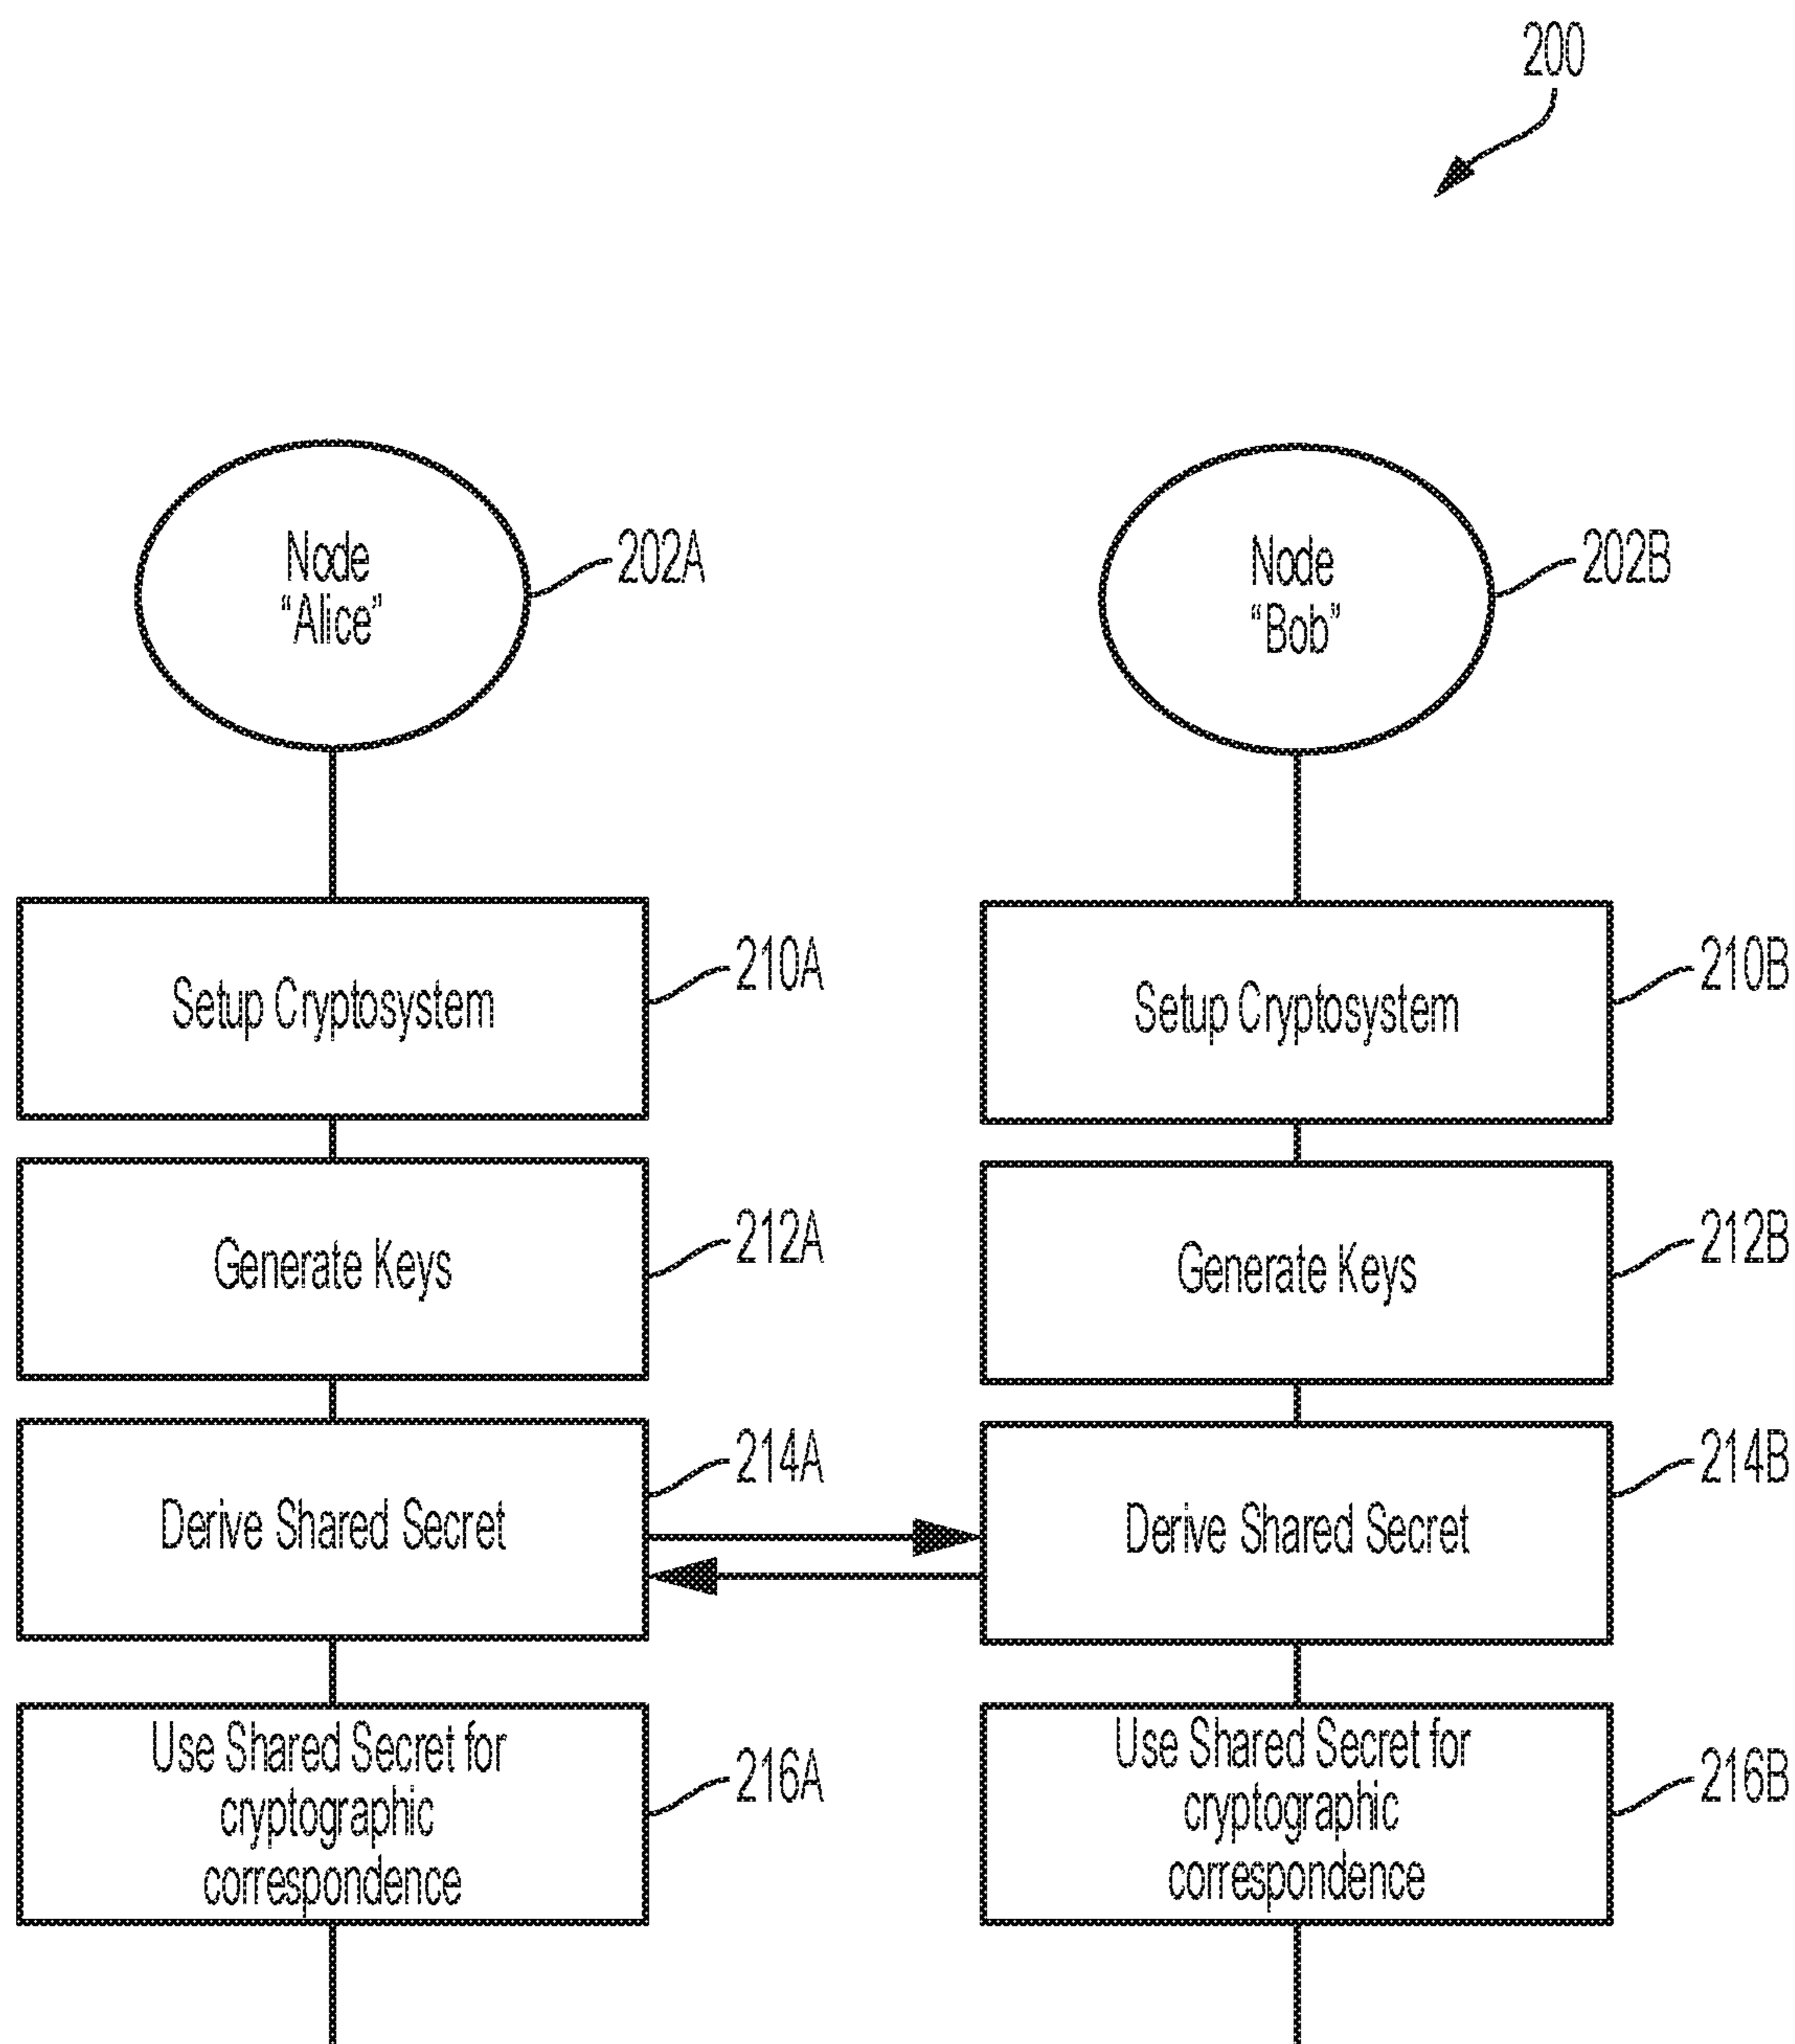 200
Node
“Alice”
202A
Node
“Bob”
202B
Setup Cryptosystem
210A
Setup Cryptosystem
210B
Generate Keys
212A
Generate Keys
212B
Derive Shared Secret
214A
Derive Shared Secret
214B
Use Shared Secret for
cryptographic
correspondence
216A
Use Shared Secret for
cryptographic
correspondence
216B